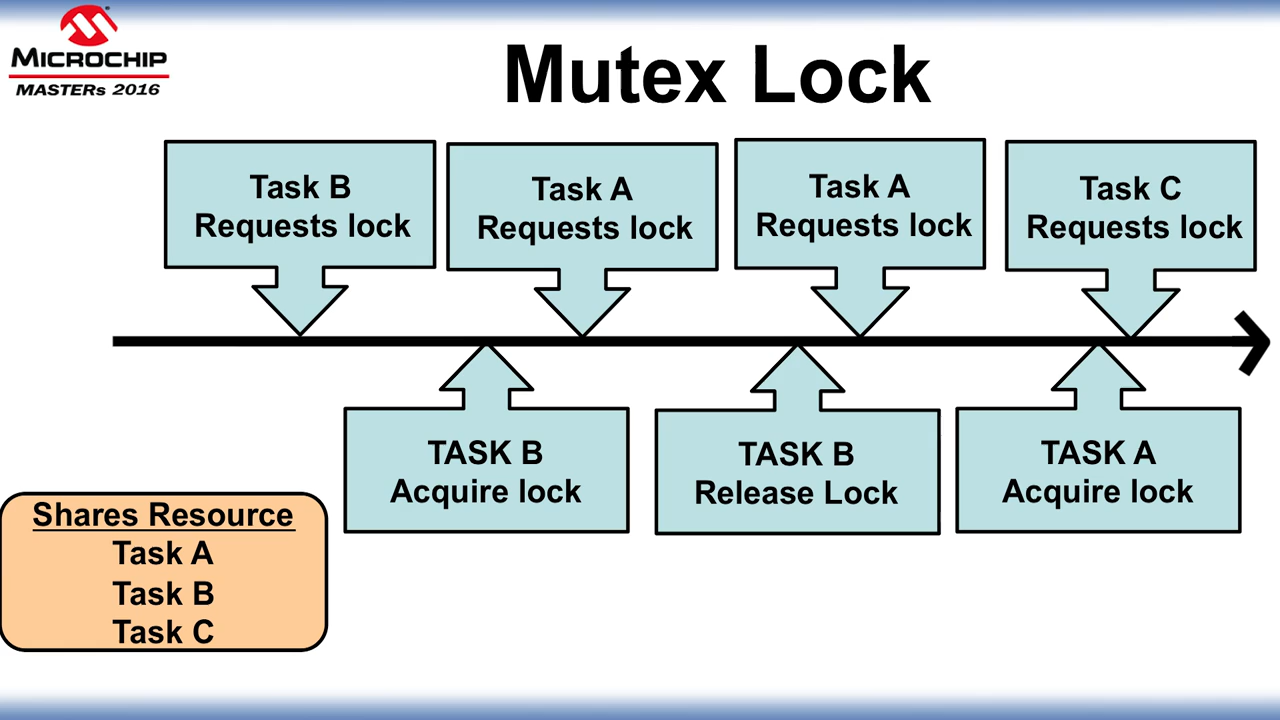 MICROCHIP
MASTERs 2016
Mutex Lock
Task B
Requests lock
Task A
Requests lock
Task A
Requests lock
Task C
Requests lock
TASK B
Acquire lock
TASK B
Release Lock
TASK A
Acquire lock
Shares Resource
Task A
Task B
Task C